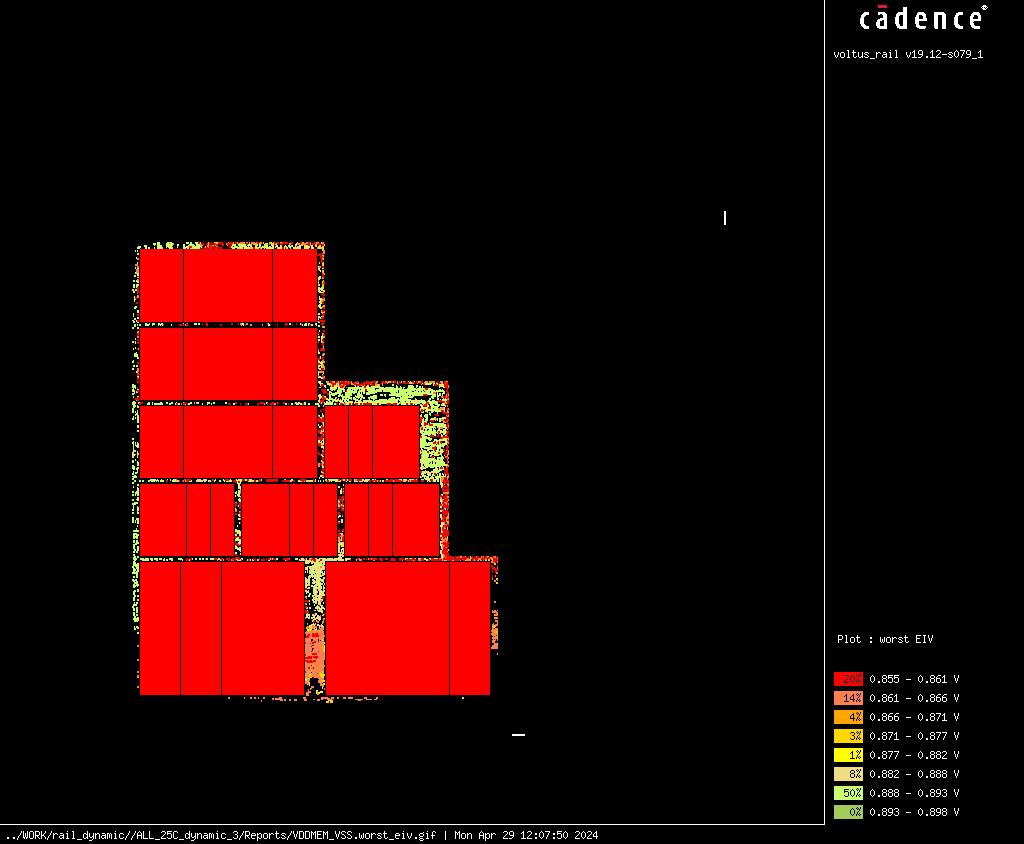 cādence®
voltus_rail v19.12-s079_1
Plot : worst EIV
20% 0.855 - 0.861 V
14% 0.861 - 0.866 V
4% 0.866 - 0.871 V
3% 0.871 - 0.877 V
1% 0.877 - 0.882 V
8% 0.882 - 0.888 V
50% 0.888 - 0.893 V
0% 0.893 - 0.898 V
../WORK/rail_dynamic//ALL_25C_dynamic_3/Reports/VDDMEM_VSS.worst_eiv.gif | Mon Apr 29 12:07:50 2024